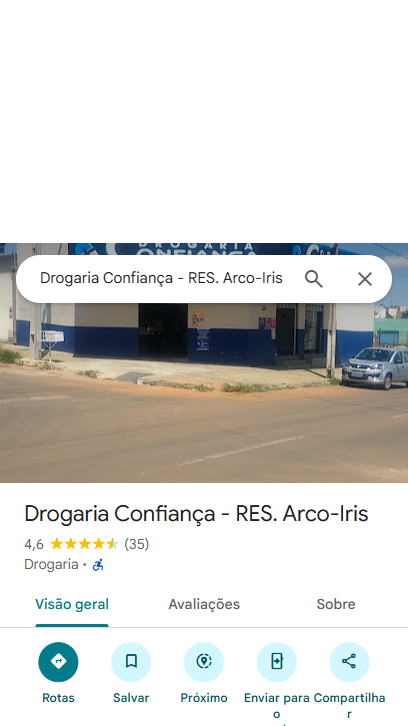 DROGARIA
CONFIANÇA
Drogaria Confiança - RES. Arco-Iris
Drogaria Confiança - RES. Arco-Iris
4,6 (35)
Drogaria ·
Visão geral Avaliações Sobre
Rotas Salvar Próximo Enviar para Compartilha
o r